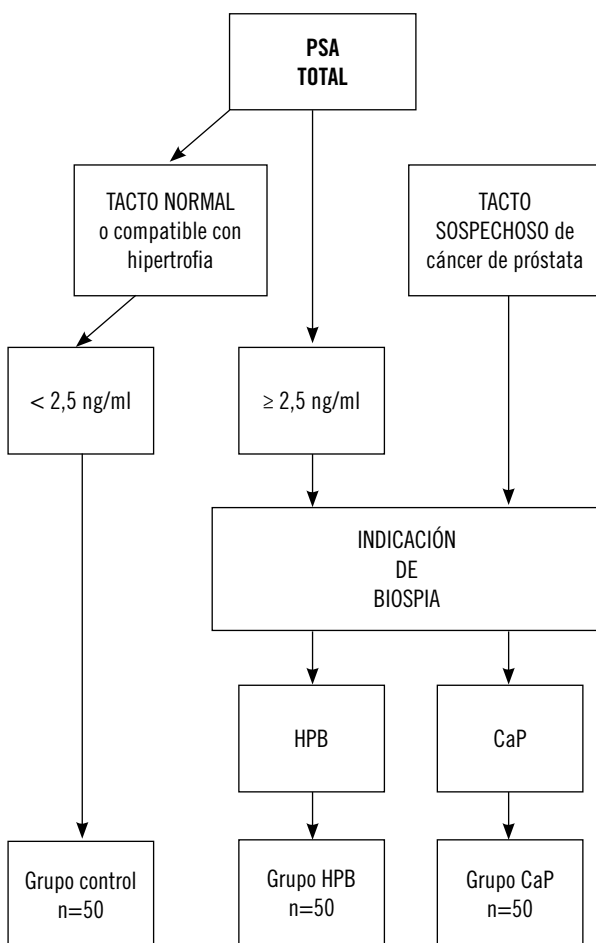 PSA
TOTAL
TACTO NORMAL
o compatible con
hipertrofia
TACTO
SOSPECHOSO de
cáncer de próstata
< 2,5 ng/ml
≥ 2,5 ng/ml
INDICACIÓN
DE
BIOSPIA
HPB
CaP
Grupo control
n=50
Grupo HPB
n=50
Grupo CaP
n=50